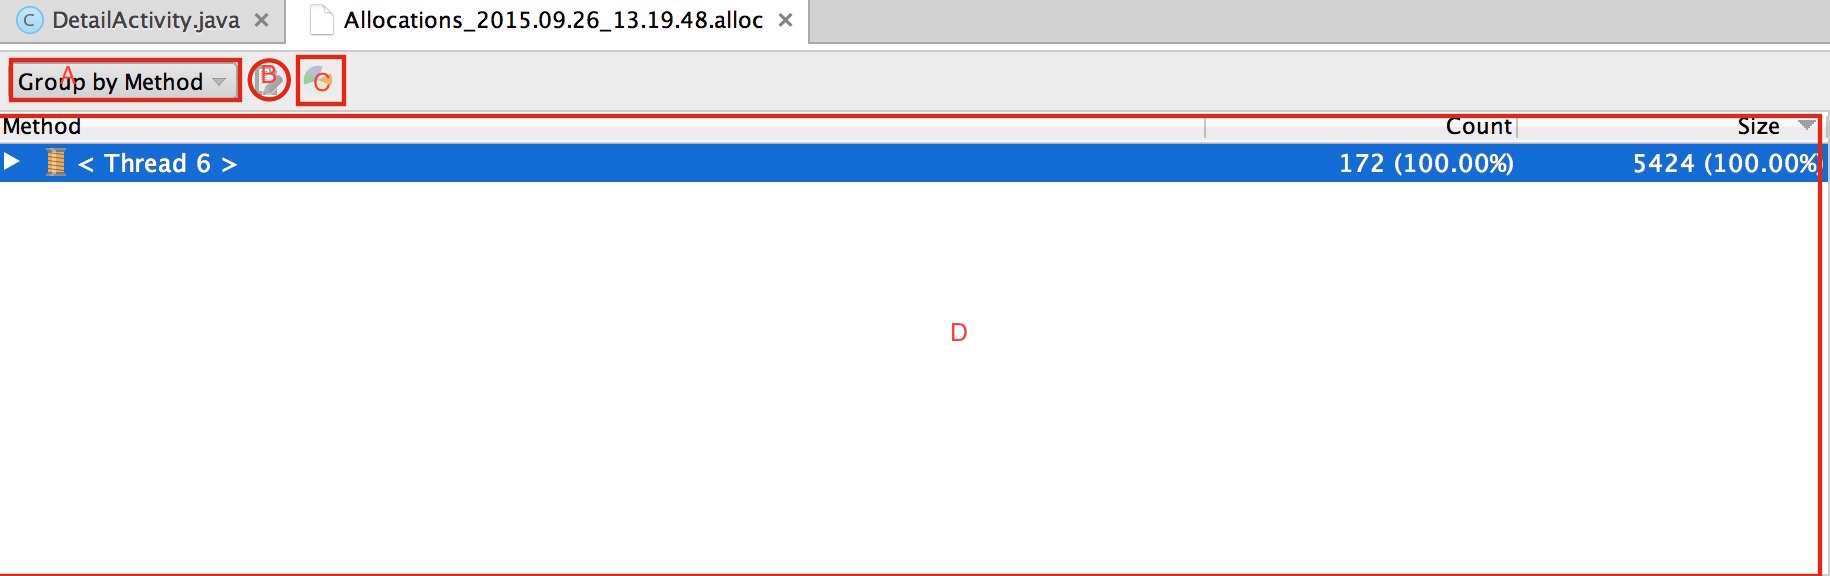 C DetailActivity.java × Allocations_2015.09.26_13.19.48.alloc ×
Group by Method A B C
Method Count Size
< Thread 6 > 172 (100.00%) 5424 (100.00%)
D